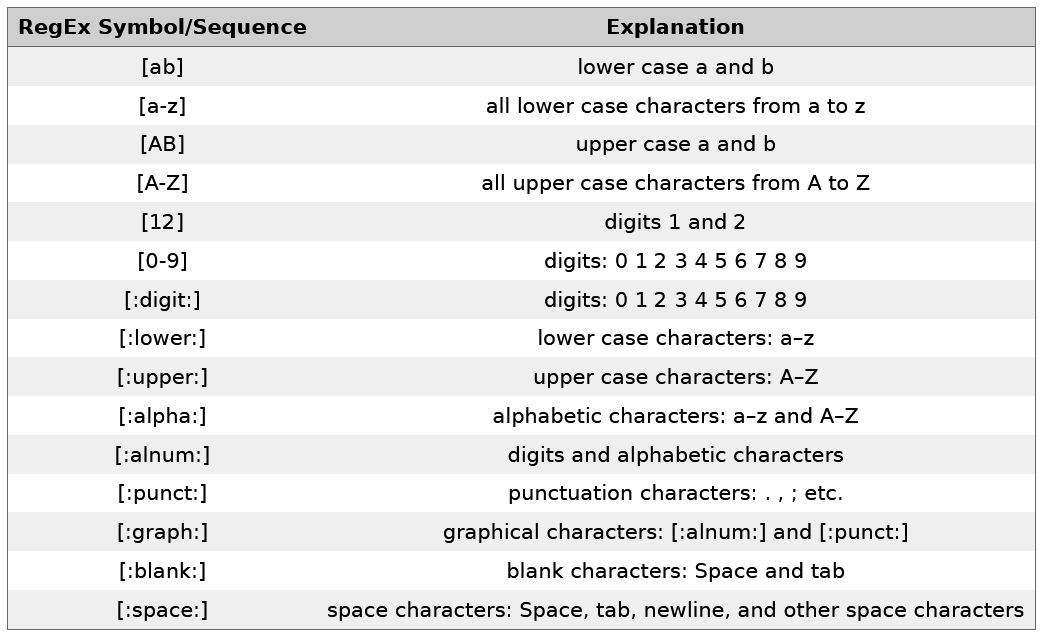 RegEx Symbol/Sequence Explanation
[ab] lower case a and b
[a-z] all lower case characters from a to z
[AB] upper case a and b
[A-Z] all upper case characters from A to Z
[12] digits 1 and 2
[0-9] digits: 0 1 2 3 4 5 6 7 8 9
[:digit:] digits: 0 1 2 3 4 5 6 7 8 9
[:lower:] lower case characters: a–z
[:upper:] upper case characters: A–Z
[:alpha:] alphabetic characters: a–z and A–Z
[:alnum:] digits and alphabetic characters
[:punct:] punctuation characters: . , ; etc.
[:graph:] graphical characters: [:alnum:] and [:punct:]
[:blank:] blank characters: Space and tab
[:space:] space characters: Space, tab, newline, and other space characters